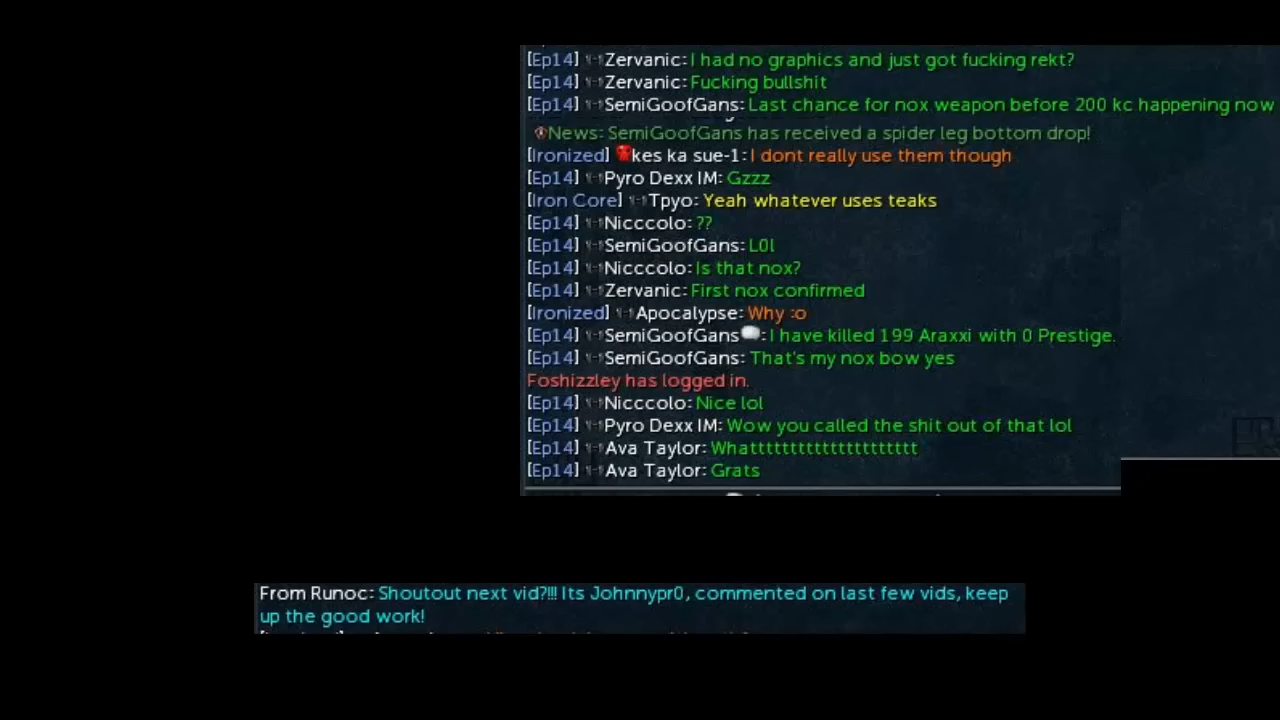 [Ep14] Zervanic: I had no graphics and just got fucking rekt?
[Ep14] Zervanic: Fucking bullshit
[Ep14] SemiGoofGans: Last chance for nox weapon before 200 kc happening now
News: SemiGoofGans has received a spider leg bottom drop!
[Ironized] kes ka sue-1: I dont really use them though
[Ep14] Pyro Dexx IM: Gzzz
[Iron Core] Tpyo: Yeah whatever uses teaks
[Ep14] Nicccolo: ??
[Ep14] SemiGoofGans: L0l
[Ep14] Nicccolo: Is that nox?
[Ep14] Zervanic: First nox confirmed
[Ironized] Apocalypse: Why :o
[Ep14] SemiGoofGans: I have killed 199 Araxxi with 0 Prestige.
[Ep14] SemiGoofGans: That's my nox bow yes
Foshizzley has logged in.
[Ep14] Nicccolo: Nice lol
[Ep14] Pyro Dexx IM: Wow you called the shit out of that lol
[Ep14] Ava Taylor: Whattttttttttttttttttttt
[Ep14] Ava Taylor: Grats
From Runoc: Shoutout next vid?!!! Its Johnnypr0, commented on last few vids, keep
up the good work!